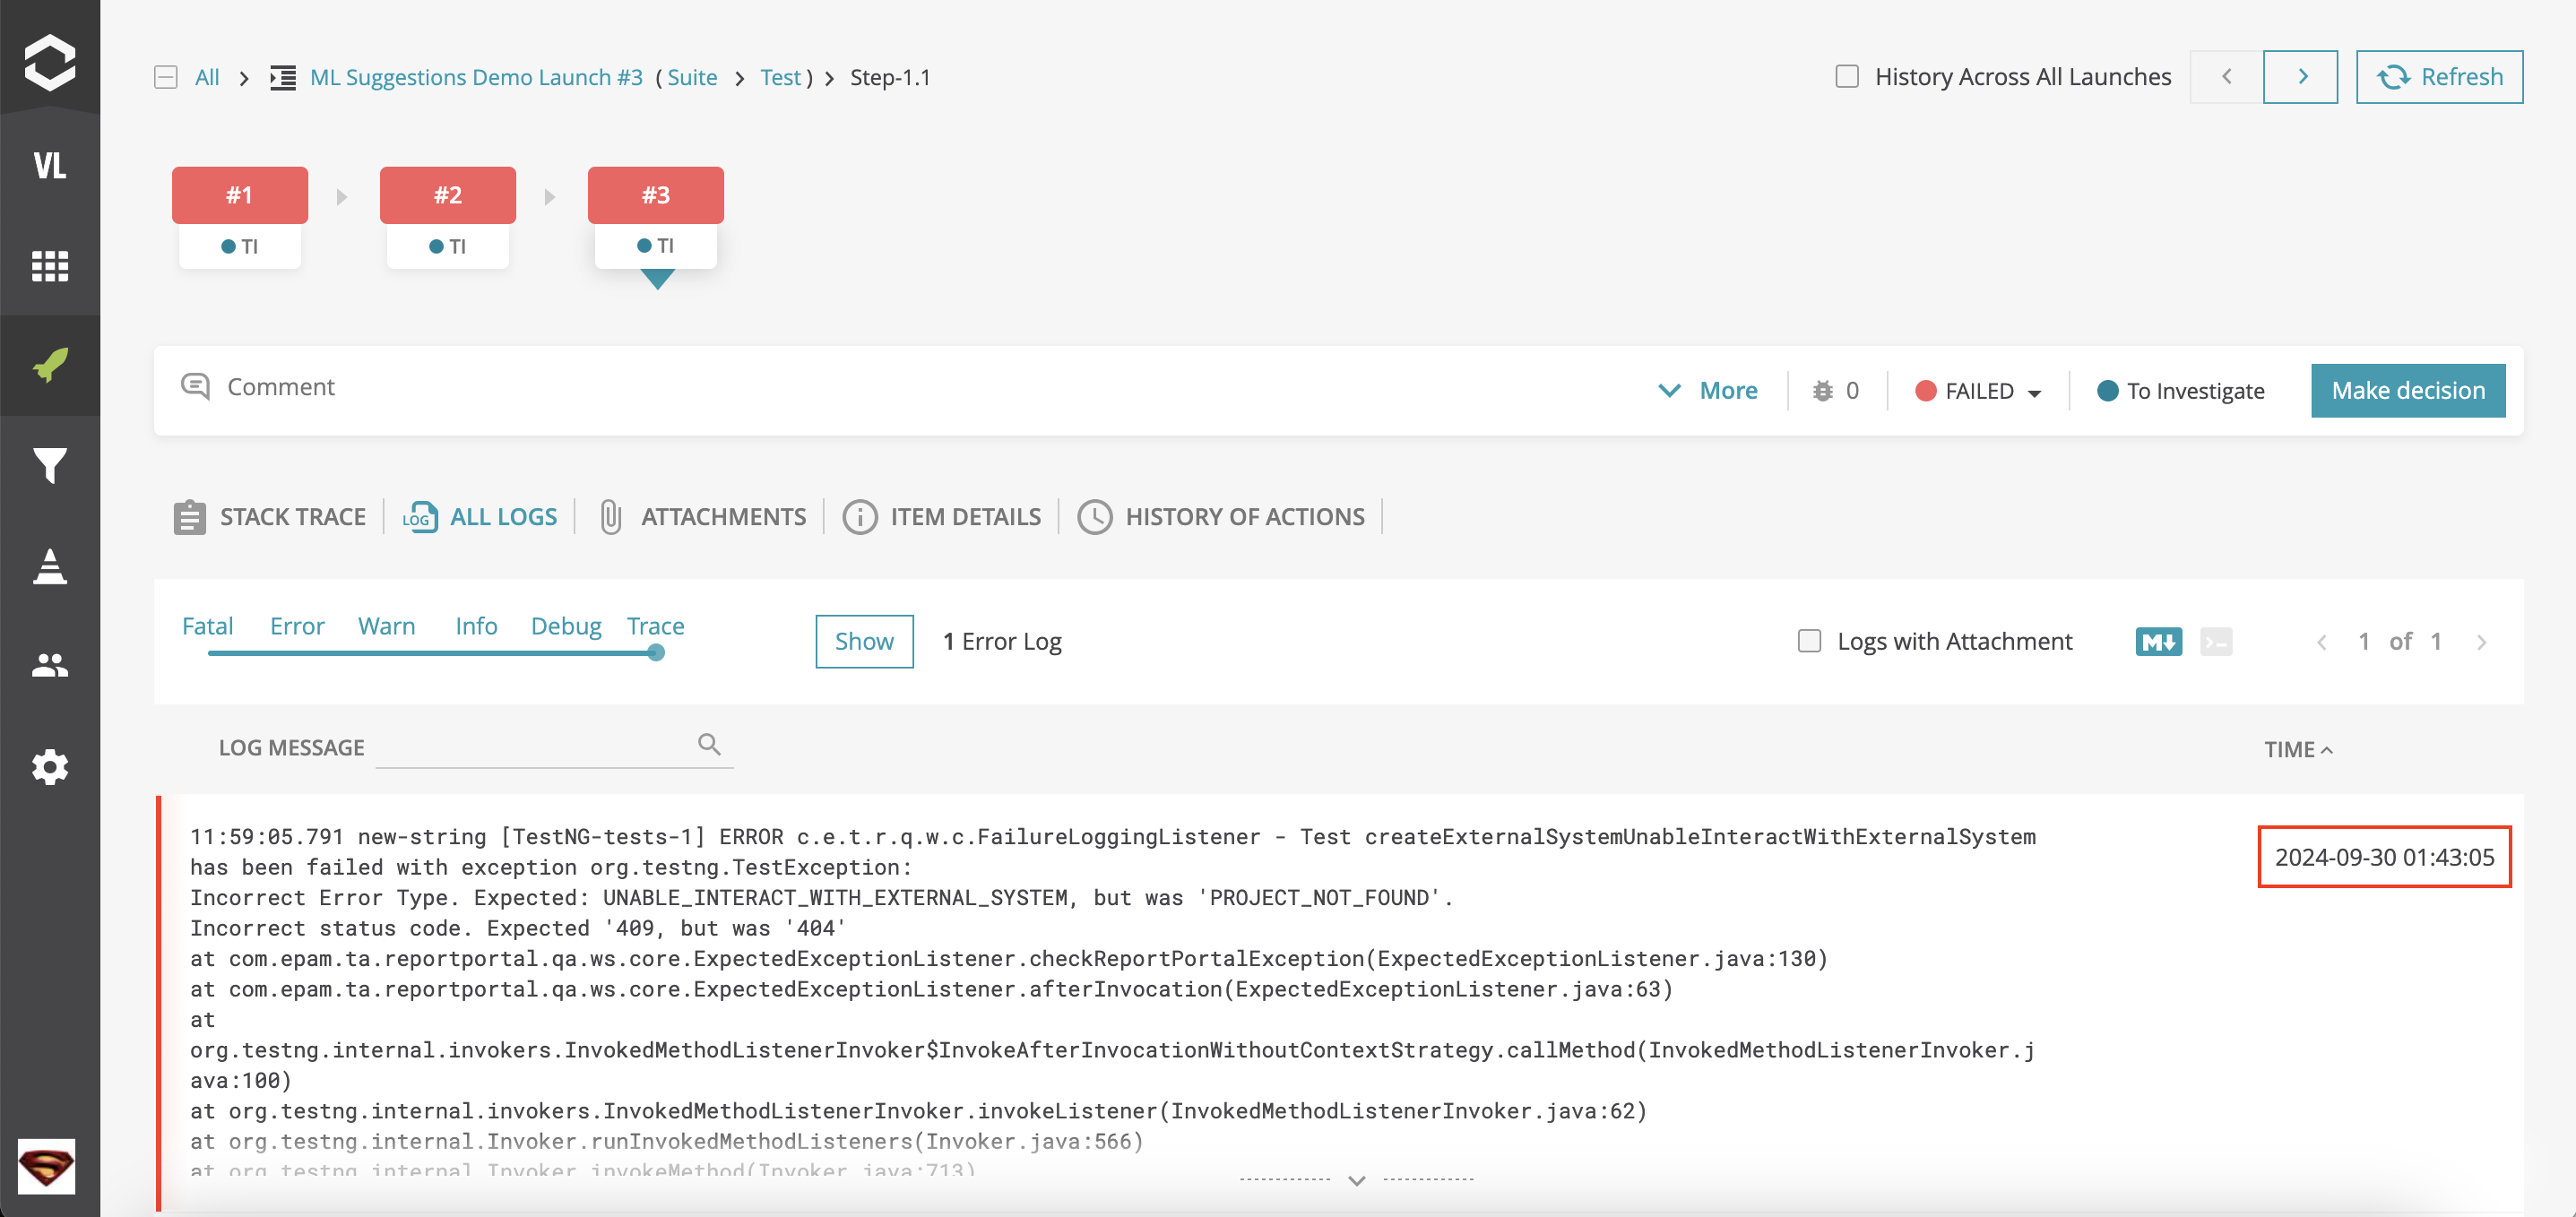 All > ML Suggestions Demo Launch #3 ( Suite > Test ) > Step-1.1
History Across All Launches
Refresh
VL
#1
#2
#3
TI
TI
TI
Comment
More
0
FAILED
To Investigate
Make decision
STACK TRACE
LOG
ALL LOGS
ATTACHMENTS
ITEM DETAILS
HISTORY OF ACTIONS
Fatal Error Warn Info Debug Trace
Show
1 Error Log
Logs with Attachment
M
1 of 1
LOG MESSAGE
TIME
11:59:05.791 new-string [TestNG-tests-1] ERROR c.e.t.r.q.w.c.FailureLoggingListener - Test createExternalSystemUnableInteractWithExternalSystem
has been failed with exception org.testng.TestException:
Incorrect Error Type. Expected: UNABLE_INTERACT_WITH_EXTERNAL_SYSTEM, but was 'PROJECT_NOT_FOUND'.
Incorrect status code. Expected '409, but was '404'
at com.epam.ta.reportportal.qa.ws.core.ExpectedExceptionListener.checkReportPortalException(ExpectedExceptionListener.java:130)
at com.epam.ta.reportportal.qa.ws.core.ExpectedExceptionListener.afterInvocation(ExpectedExceptionListener.java:63)
at
org.testng.internal.invokers.InvokedMethodListenerInvoker$InvokeAfterInvocationWithoutContextStrategy.callMethod(InvokedMethodListenerInvoker.j
ava:100)
at org.testng.internal.invokers.InvokedMethodListenerInvoker.invokeListener(InvokedMethodListenerInvoker.java:62)
at org.testng.internal.Invoker.runInvokedMethodListeners(Invoker.java:566)
at org.testng.internal.Invoker.invokeMethod(Invoker.java:713)
2024-09-30 01:43:05